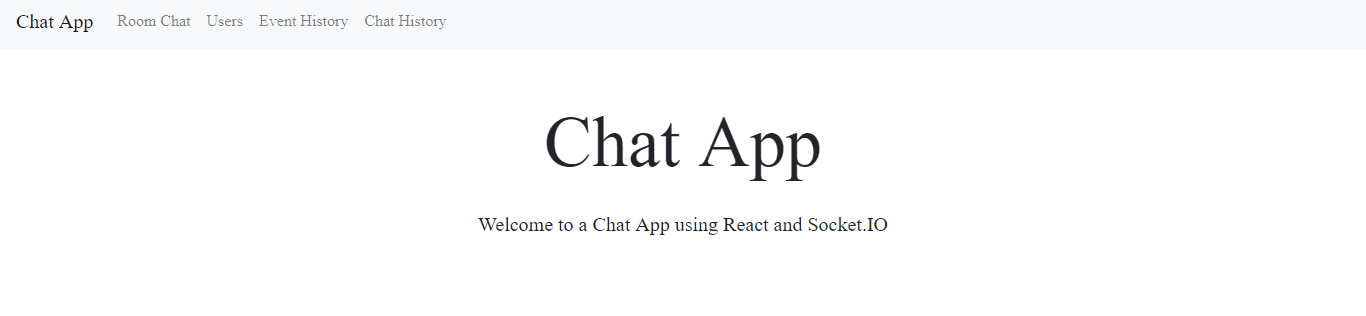 Chat App Room Chat Users Event History Chat History
Chat App
Welcome to a Chat App using React and Socket.IO